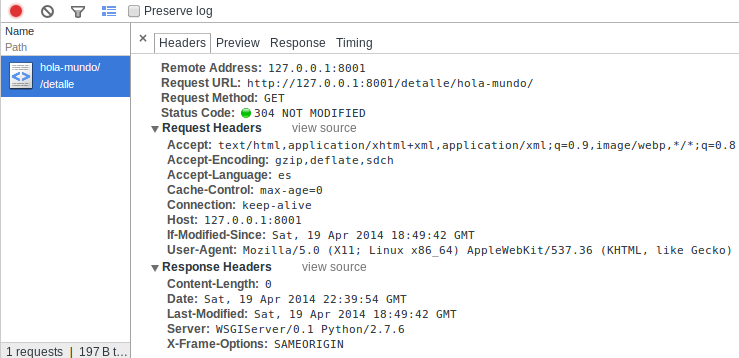 Preserve log
Name
Path
× Headers Preview Response Timing
hola-mundo/
/detalle
Remote Address: 127.0.0.1:8001
Request URL: http://127.0.0.1:8001/detalle/hola-mundo/
Request Method: GET
Status Code: 304 NOT MODIFIED
Request Headers view source
Accept: text/html,application/xhtml+xml,application/xml;q=0.9,image/webp,*/*;q=0.8
Accept-Encoding: gzip,deflate,sdch
Accept-Language: es
Cache-Control: max-age=0
Connection: keep-alive
Host: 127.0.0.1:8001
If-Modified-Since: Sat, 19 Apr 2014 18:49:42 GMT
User-Agent: Mozilla/5.0 (X11; Linux x86_64) AppleWebKit/537.36 (KHTML, like Gecko)
Response Headers view source
Content-Length: 0
Date: Sat, 19 Apr 2014 22:39:54 GMT
Last-Modified: Sat, 19 Apr 2014 18:49:42 GMT
Server: WSGIServer/0.1 Python/2.7.6
X-Frame-Options: SAMEORIGIN
1 requests | 197 B t...